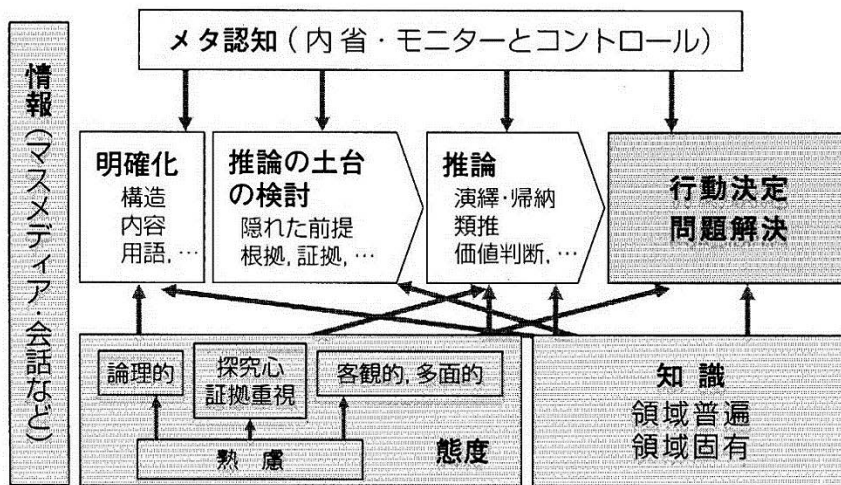 メタ認知(内省・モニターとコントロール)
情報(マスメディア・会話など)
明確化
構造
内容
用語,…
推論の土台
の検討
隠れた前提
根拠,証拠,…
推論
演繹・帰納
類推
価値判断,…
行動決定
問題解決
論理的
探究心
証拠重視
客観的,多面的
熟慮
態度
知識
領域普遍
領域固有